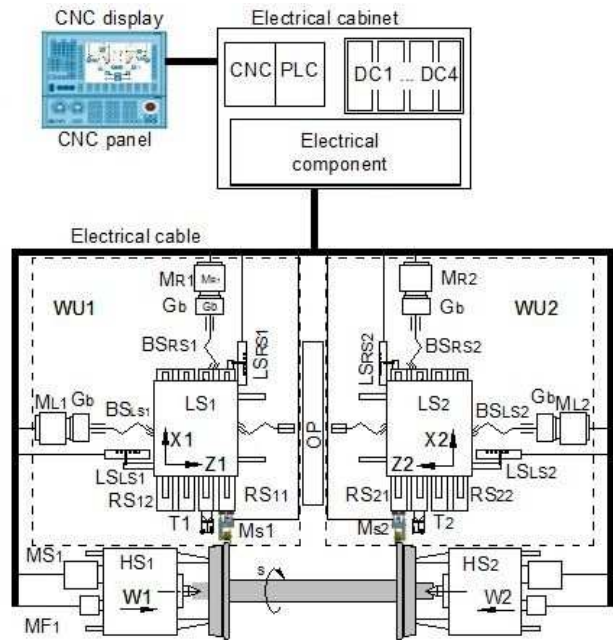 CNC display
Electrical cabinet
CNC PLC
DC1 ... DC4
CNC panel
Electrical
component
Electrical cable
MR1
MR2
WU1
Gb
Gb
WU2
BSRS1
LSRS1
LSRS2
BSRS2
ML1
Gb
BSLS1
LS1
OP
LS2
BSLS2
Gb
ML2
X1
X2
Z1
Z2
LSLS1
LSLS2
RS12
RS11
RS21
RS22
T1
Ms1
Ms2
T2
MS1
HS1
HS2
s
W1
W2
MF1